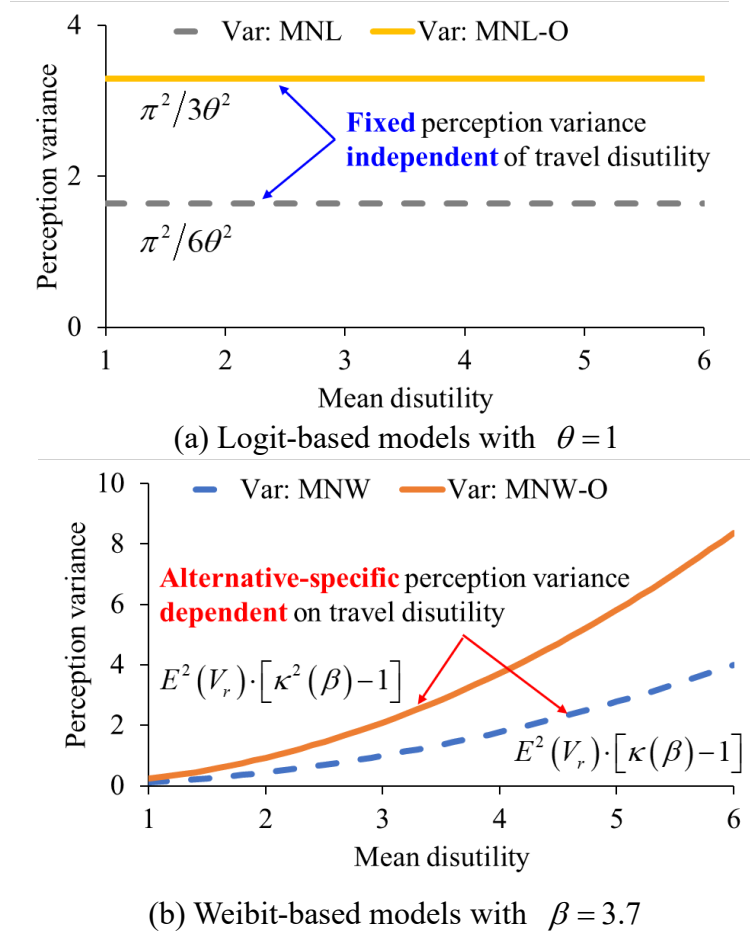 4
Var: MNL
Var: MNL-O
π²/3θ²
Fixed perception variance
independent of travel disutility
2
Perception variance
π²/6θ²
0
1 2 3 4 5 6
Mean disutility
(a) Logit-based models with θ = 1
10
Var: MNW
Var: MNW-O
8
Alternative-specific perception variance
6
dependent on travel disutility
Perception variance
E²(Vᵣ)·[κ²(β)−1]
4
2
E²(Vᵣ)·[κ(β)−1]
0
1 2 3 4 5 6
Mean disutility
(b) Weibit-based models with β = 3.7